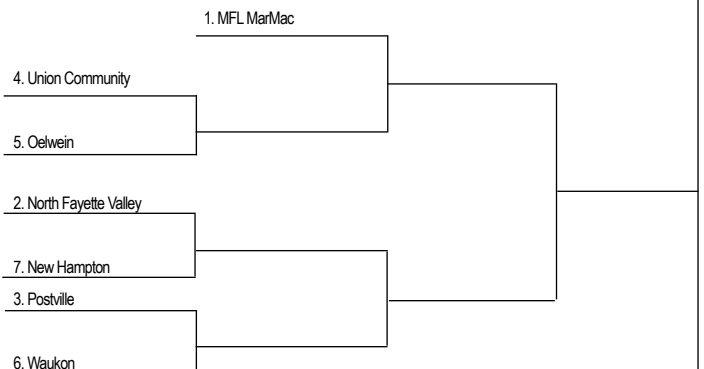 1. MFL MarMac
4. Union Community
5. Oelwein
2. North Fayette Valley
7. New Hampton
3. Postville
6. Waukon